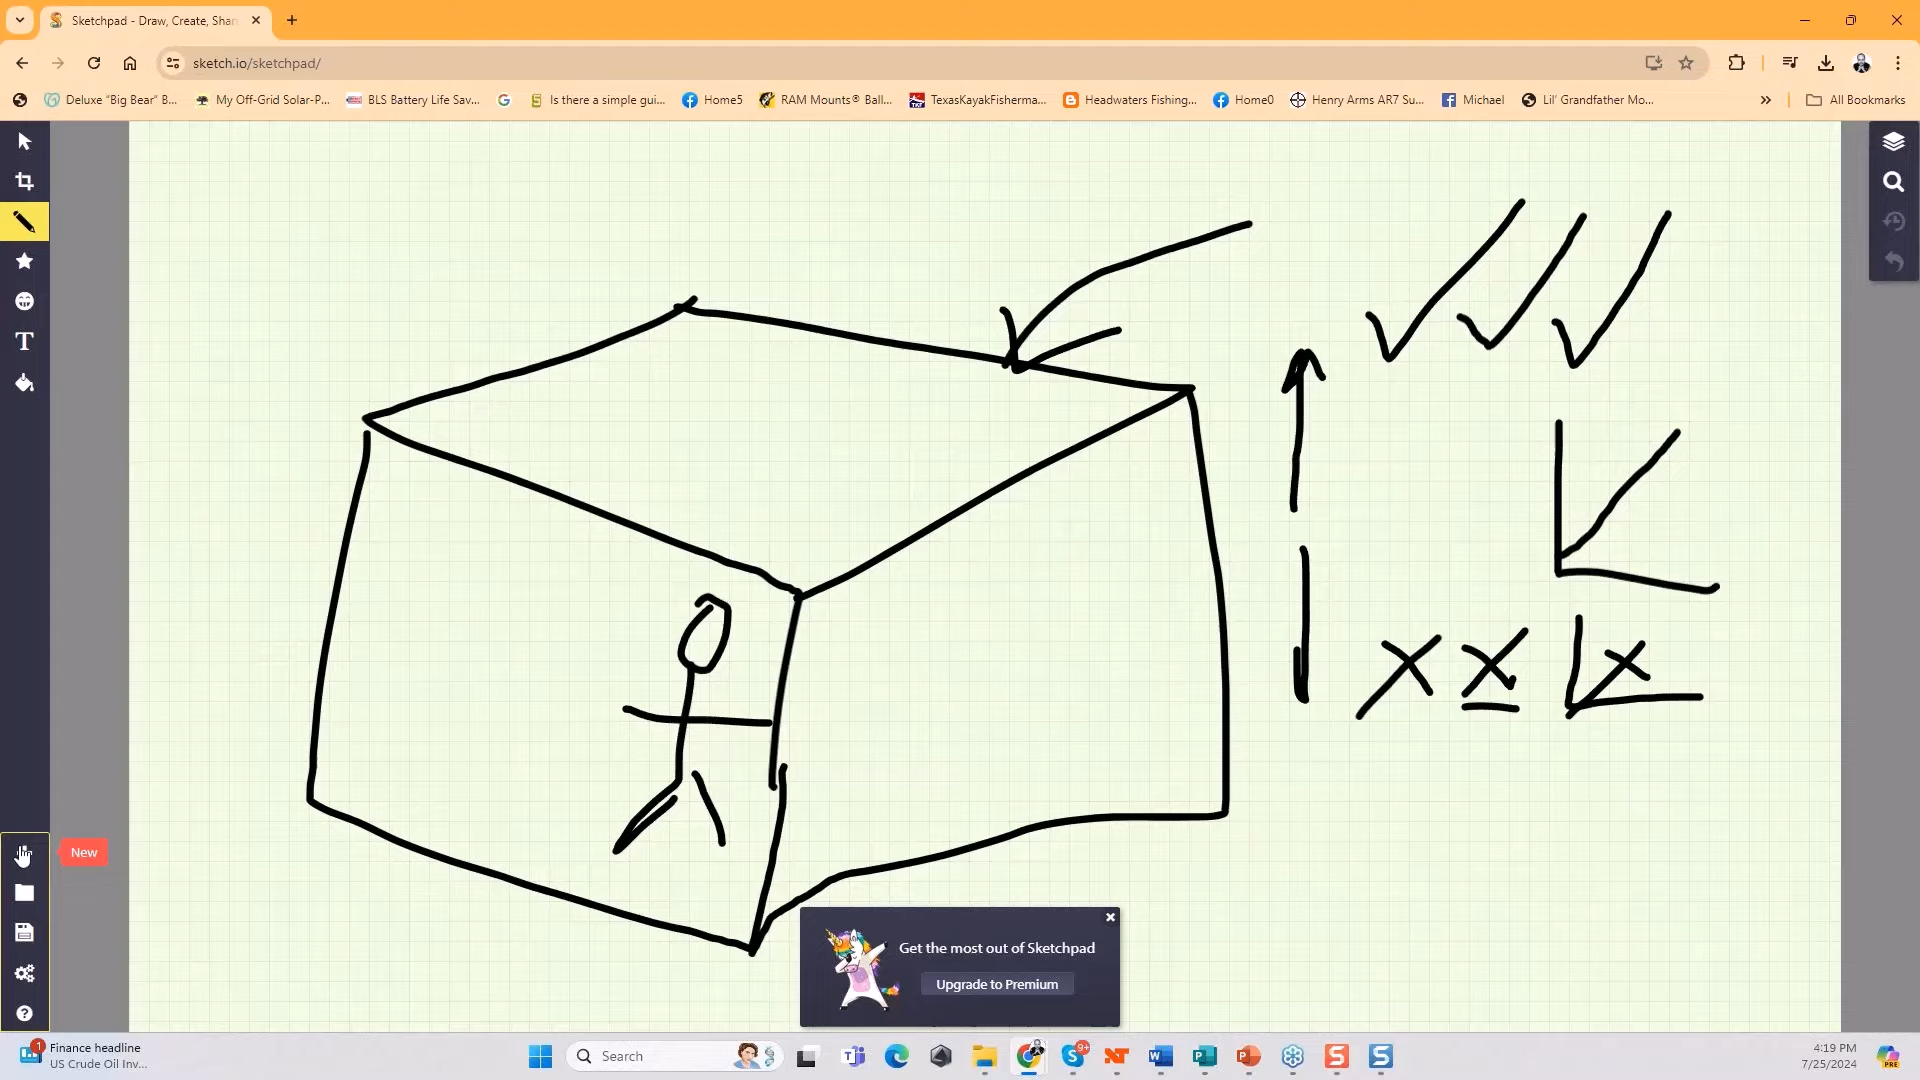 Sketchpad - Draw, Create, Shar
sketch.io/sketchpad/
Deluxe "Big Bear" B...
My Off-Grid Solar-P...
BLS Battery Life Sav...
Is there a simple gui...
Home5
RAM Mounts® Ball...
TexasKayakFisherma...
Headwaters Fishing...
Home0
Henry Arms AR7 Su...
Michael
Lil' Grandfather Mo...
All Bookmarks
New
Get the most out of Sketchpad
Upgrade to Premium
1
Finance headline
US Crude Oil Inv...
Search
9+
4:19 PM
7/25/2024